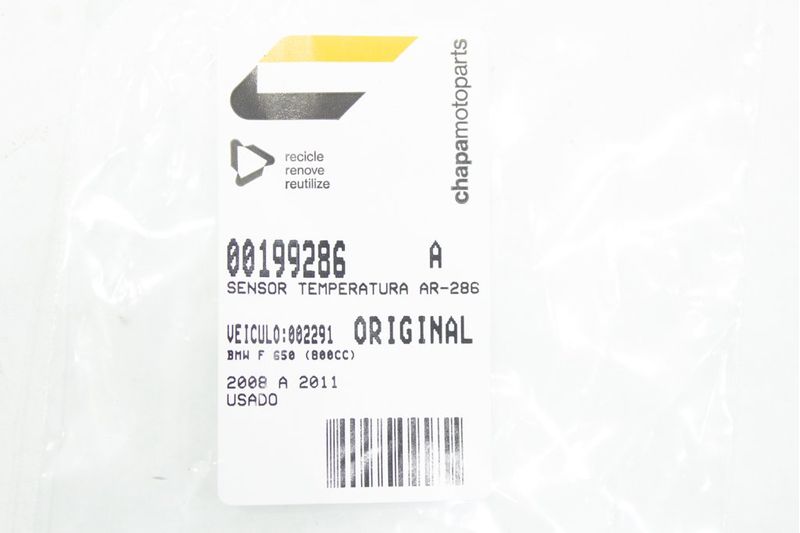 chapamotoparts
recicle
renove
reutilize
00199286 A
SENSOR TEMPERATURA AR-286
VEICULO:002291 ORIGINAL
BMW F 650 (800CC)
2008 A 2011
USADO